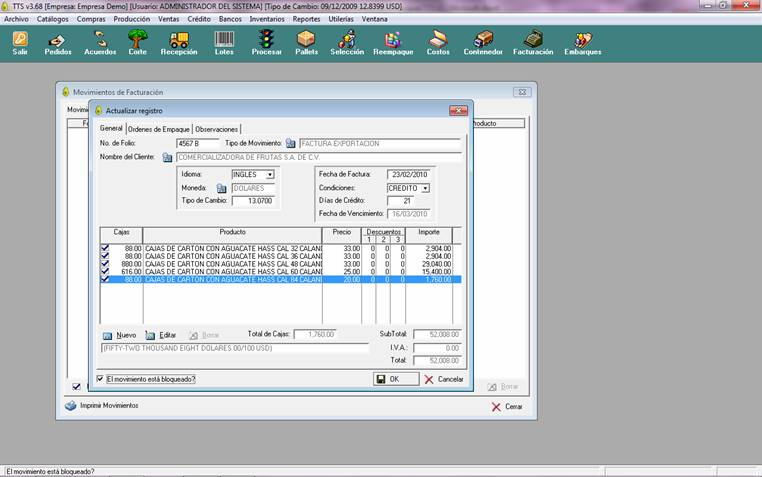 TTS v3.68 [Empresa: Empresa Demo] [Usuario: ADMINISTRADOR DEL SISTEMA] [Tipo de Cambio: 09/12/2009 12.8399 USD]
Archivo Catálogos Compras Producción Ventas Crédito Bancos Inventarios Reportes Utilerías Ventana
Salir Pedidos Acuerdos Corte Recepción Lotes Procesar Pallets Selección Reempaque Costos Contenedor Facturación Embarques
Movimientos de Facturación
Actualizar registro
General Ordenes de Empaque Observaciones
No. de Folio: 4567 B Tipo de Movimiento: FACTURA EXPORTACION
Nombre del Cliente: COMERCIALIZADORA DE FRUTAS S.A. DE C.V.
Idioma: INGLES Fecha de Factura: 23/02/2010
Moneda: DOLARES Condiciones: CREDITO
Tipo de Cambio: 13.0700 Días de Crédito: 21
Fecha de Vencimiento: 16/03/2010
Cajas Producto Precio Descuentos Importe
1 2 3
88.00 CAJAS DE CARTON CON AGUACATE HASS CAL 32 CALAND 33.00 0 0 0 2,904.00
88.00 CAJAS DE CARTON CON AGUACATE HASS CAL 36 CALAND 33.00 0 0 0 2,904.00
880.00 CAJAS DE CARTON CON AGUACATE HASS CAL 48 CALAND 33.00 0 0 0 29,040.00
616.00 CAJAS DE CARTON CON AGUACATE HASS CAL 60 CALAND 25.00 0 0 0 15,400.00
88.00 CAJAS DE CARTON CON AGUACATE HASS CAL 84 CALAND 20.00 0 0 0 1,760.00
Nuevo Editar Borrar Total de Cajas: 1,760.00 SubTotal: 52,008.00
(FIFTY-TWO THOUSAND EIGHT DOLARES 00/100 USD) I.V.A.: 0.00
Total: 52,008.00
El movimiento está bloqueado? OK Cancelar
Borrar
Imprimir Movimientos Cerrar
El movimiento está bloqueado?